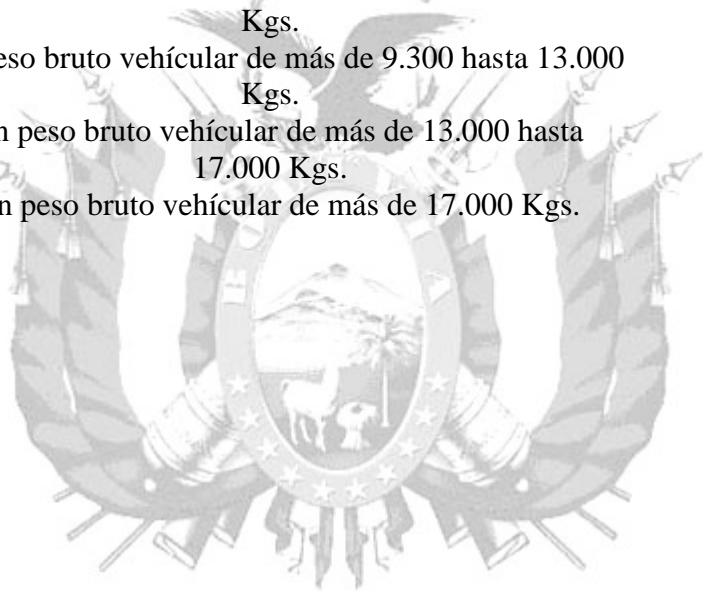 Kgs.
eso bruto vehícular de más de 9.300 hasta 13.000
Kgs.
n peso bruto vehícular de más de 13.000 hasta
17.000 Kgs.
n peso bruto vehícular de más de 17.000 Kgs.